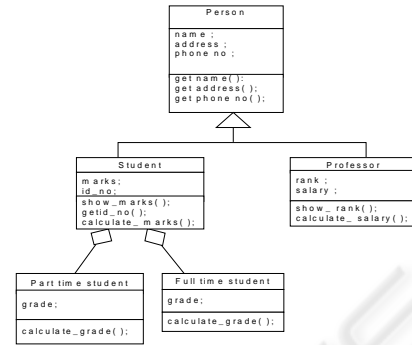 Person
name ;
address ;
phone no ;
get name( ):
get address( );
get phone no( );
Student
marks;
id_no;
show_marks( );
getid_no( );
calculate_ marks( );
Professor
rank ;
salary ;
show_ rank( );
calculate_ salary( );
Part time student
grade;
calculate_grade( );
Full time student
grade;
calculate_grade( );